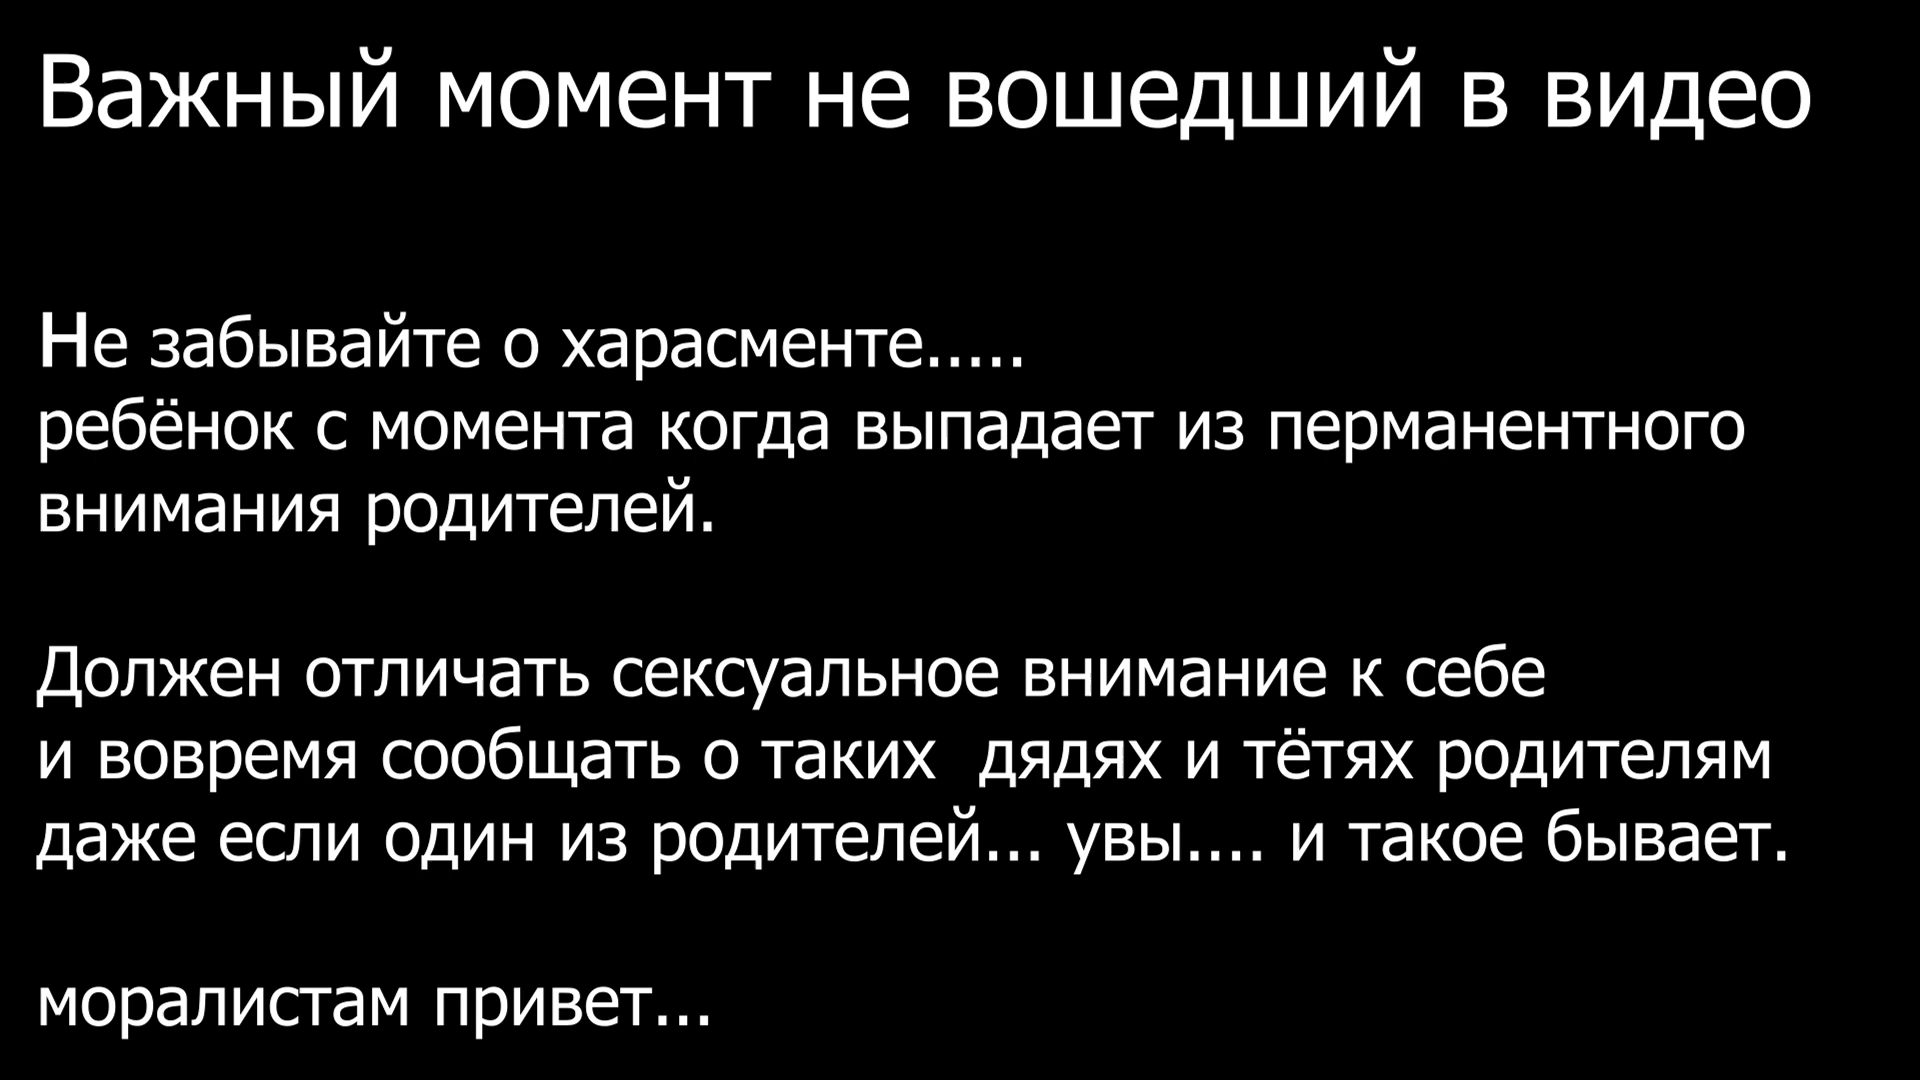 Важный момент не вошедший в видео
Не забывайте о харасменте.....
ребёнок с момента когда выпадает из перманентного
внимания родителей.
Должен отличать сексуальное внимание к себе
и вовремя сообщать о таких  дядях и тётях родителям
даже если один из родителей... увы.... и такое бывает.
моралистам привет...